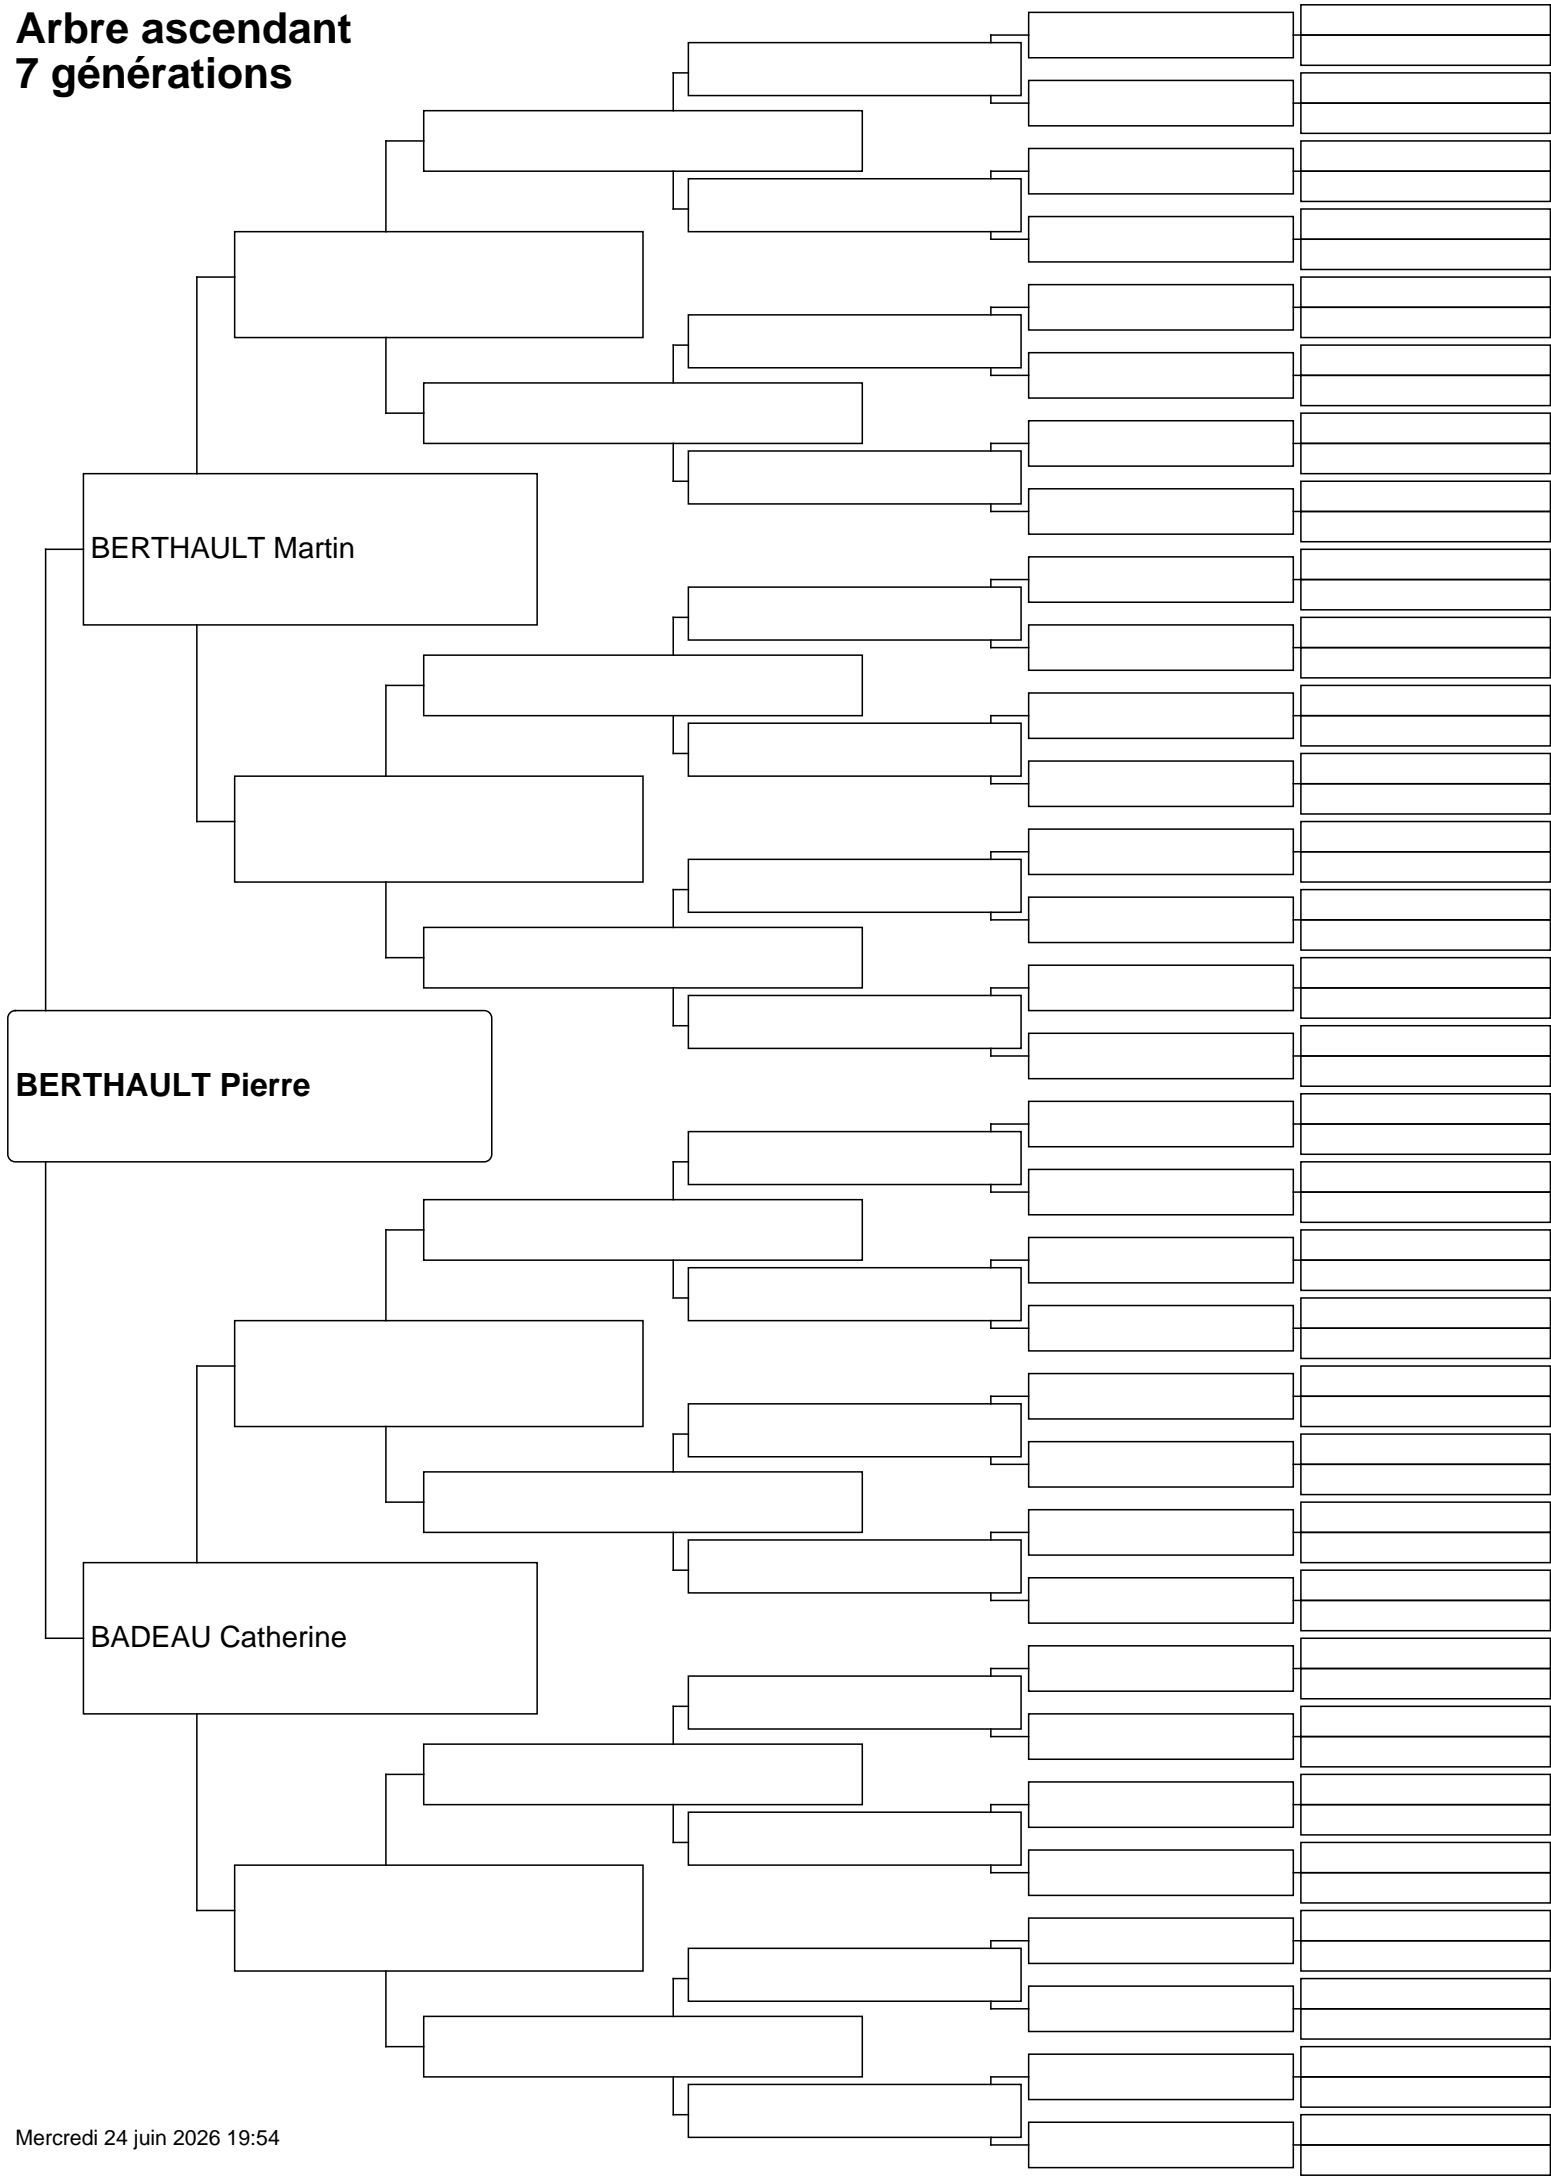 Arbre ascendant
7 générations
BERTHAULT Martin
BERTHAULT Pierre
BADEAU Catherine
Mercredi 24 juin 2026 19:54